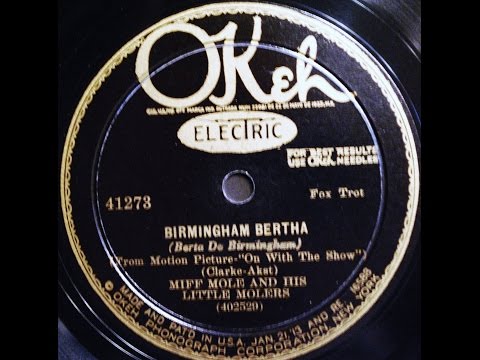 OKeh
ELECTRIC
FOR BEST RESULTS
USE OKeh NEEDLES
41273
Fox Trot
BIRMINGHAM BERTHA
(Berta De Birmingham)
(From Motion Picture-"On With The Show")
(Clarke-Akst)
MIFF MOLE AND HIS
LITTLE MOLERS
(402529)
MADE AND PAT'D IN U.S.A. JAN. 21, '13 AND RE. 16588
© OKEH PHONOGRAPH CORPORATION NEW YORK